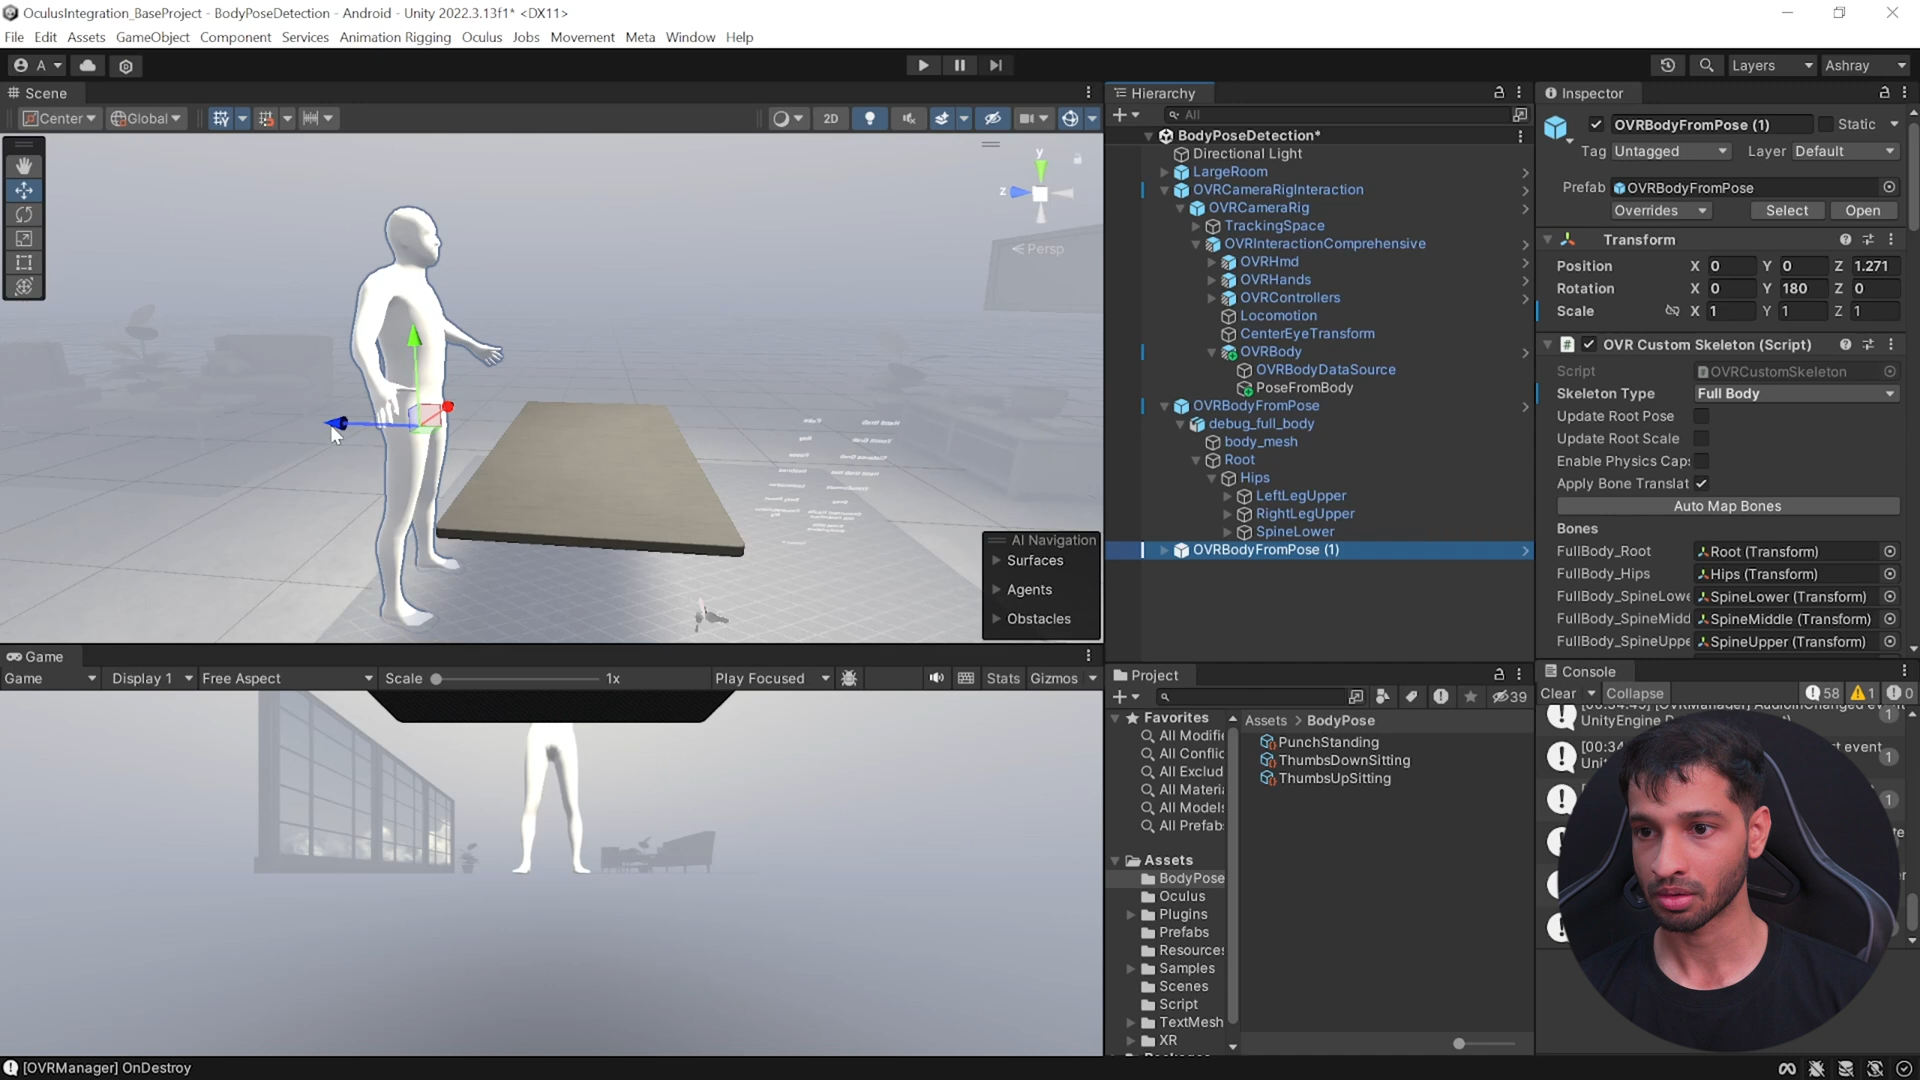 OculusIntegration_BaseProject - BodyPoseDetection - Android - Unity 2022.3.13f1* <DX11>
File Edit Assets GameObject Component Services Animation Rigging Oculus Jobs Movement Meta Window Help
A
Layers
Ashray
Scene
Center
Global
2D
y
z
Persp
AI Navigation
Surfaces
Agents
Obstacles
Game
Game
Display 1
Free Aspect
Scale
1x
Play Focused
Stats
Gizmos
Hierarchy
All
BodyPoseDetection*
Directional Light
LargeRoom
OVRCameraRigInteraction
OVRCameraRig
TrackingSpace
OVRInteractionComprehensive
OVRHmd
OVRHands
OVRControllers
Locomotion
CenterEyeTransform
OVRBody
OVRBodyDataSource
PoseFromBody
OVRBodyFromPose
debug_full_body
body_mesh
Root
Hips
LeftLegUpper
RightLegUpper
SpineLower
OVRBodyFromPose (1)
Inspector
OVRBodyFromPose (1)
Static
Tag Untagged
Layer Default
Prefab OVRBodyFromPose
Overrides
Select
Open
Transform
Position X 0 Y 0 Z 1.271
Rotation X 0 Y 180 Z 0
Scale X 1 Y 1 Z 1
OVR Custom Skeleton (Script)
Script OVRCustomSkeleton
Skeleton Type Full Body
Update Root Pose
Update Root Scale
Enable Physics Cap:
Apply Bone Translat
Auto Map Bones
Bones
FullBody_Root Root (Transform)
FullBody_Hips Hips (Transform)
FullBody_SpineLowe SpineLower (Transform)
FullBody_SpineMidd SpineMiddle (Transform)
FullBody_SpineUppe SpineUpper (Transform)
Project
39
Favorites
All Modifie
All Conflic
All Exclud
All Materia
All Models
All Prefab
Assets
BodyPose
Oculus
Plugins
Prefabs
Resources
Samples
Scenes
Script
TextMesh
XR
Assets > BodyPose
PunchStanding
ThumbsDownSitting
ThumbsUpSitting
Console
Clear
Collapse
58
1
0
1
1
1
[OVRManager] OnDestroy